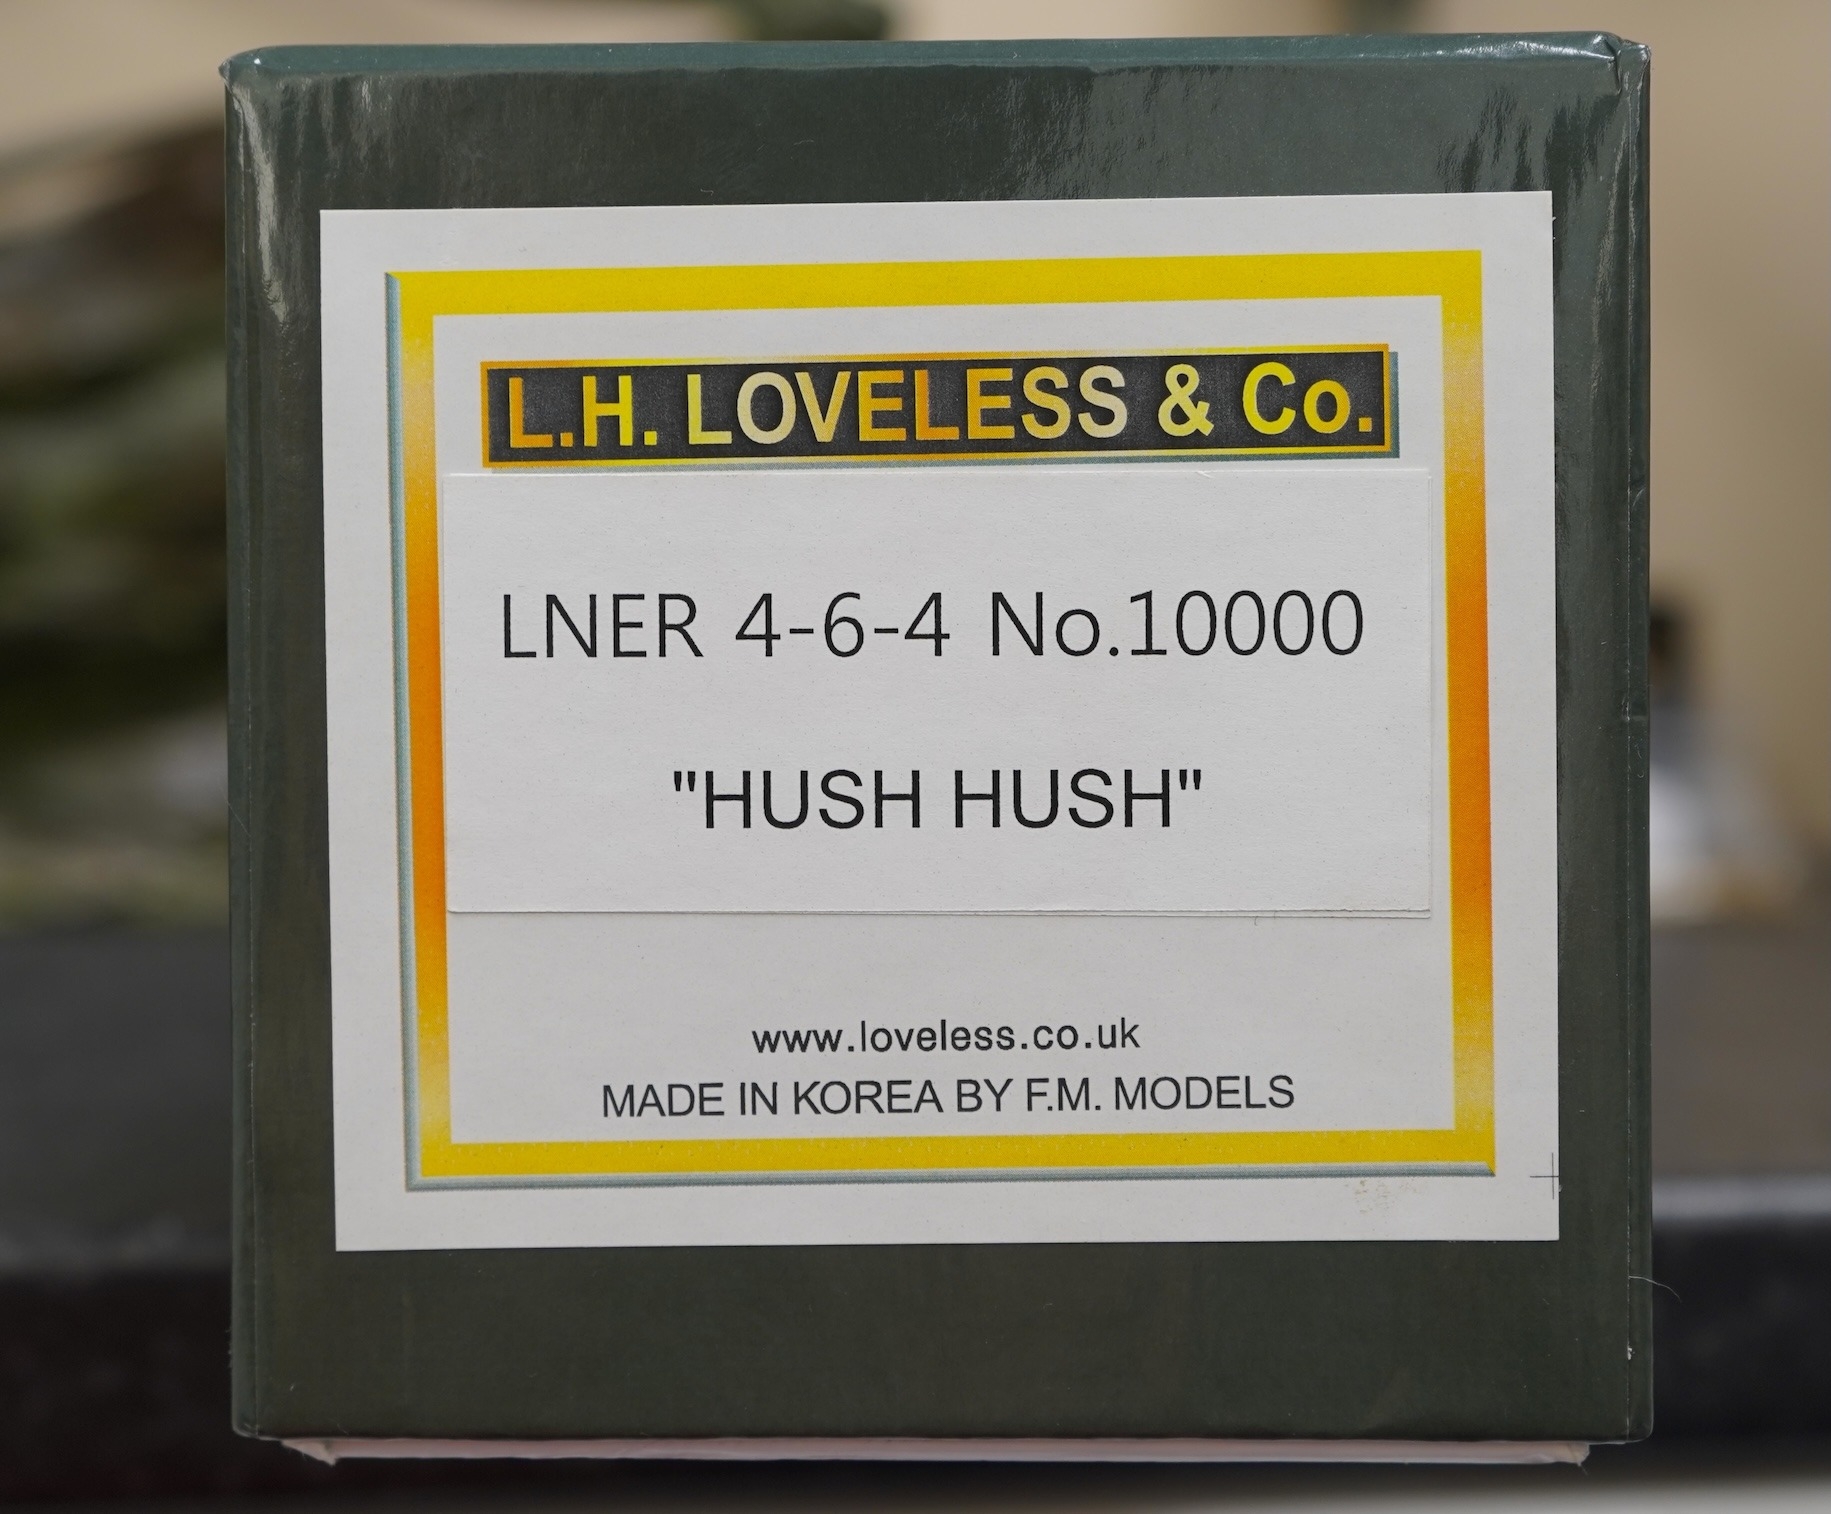 L.H. LOVELESS & Co.
LNER 4-6-4 No.10000
"HUSH HUSH"
www.loveless.co.uk
MADE IN KOREA BY F.M. MODELS